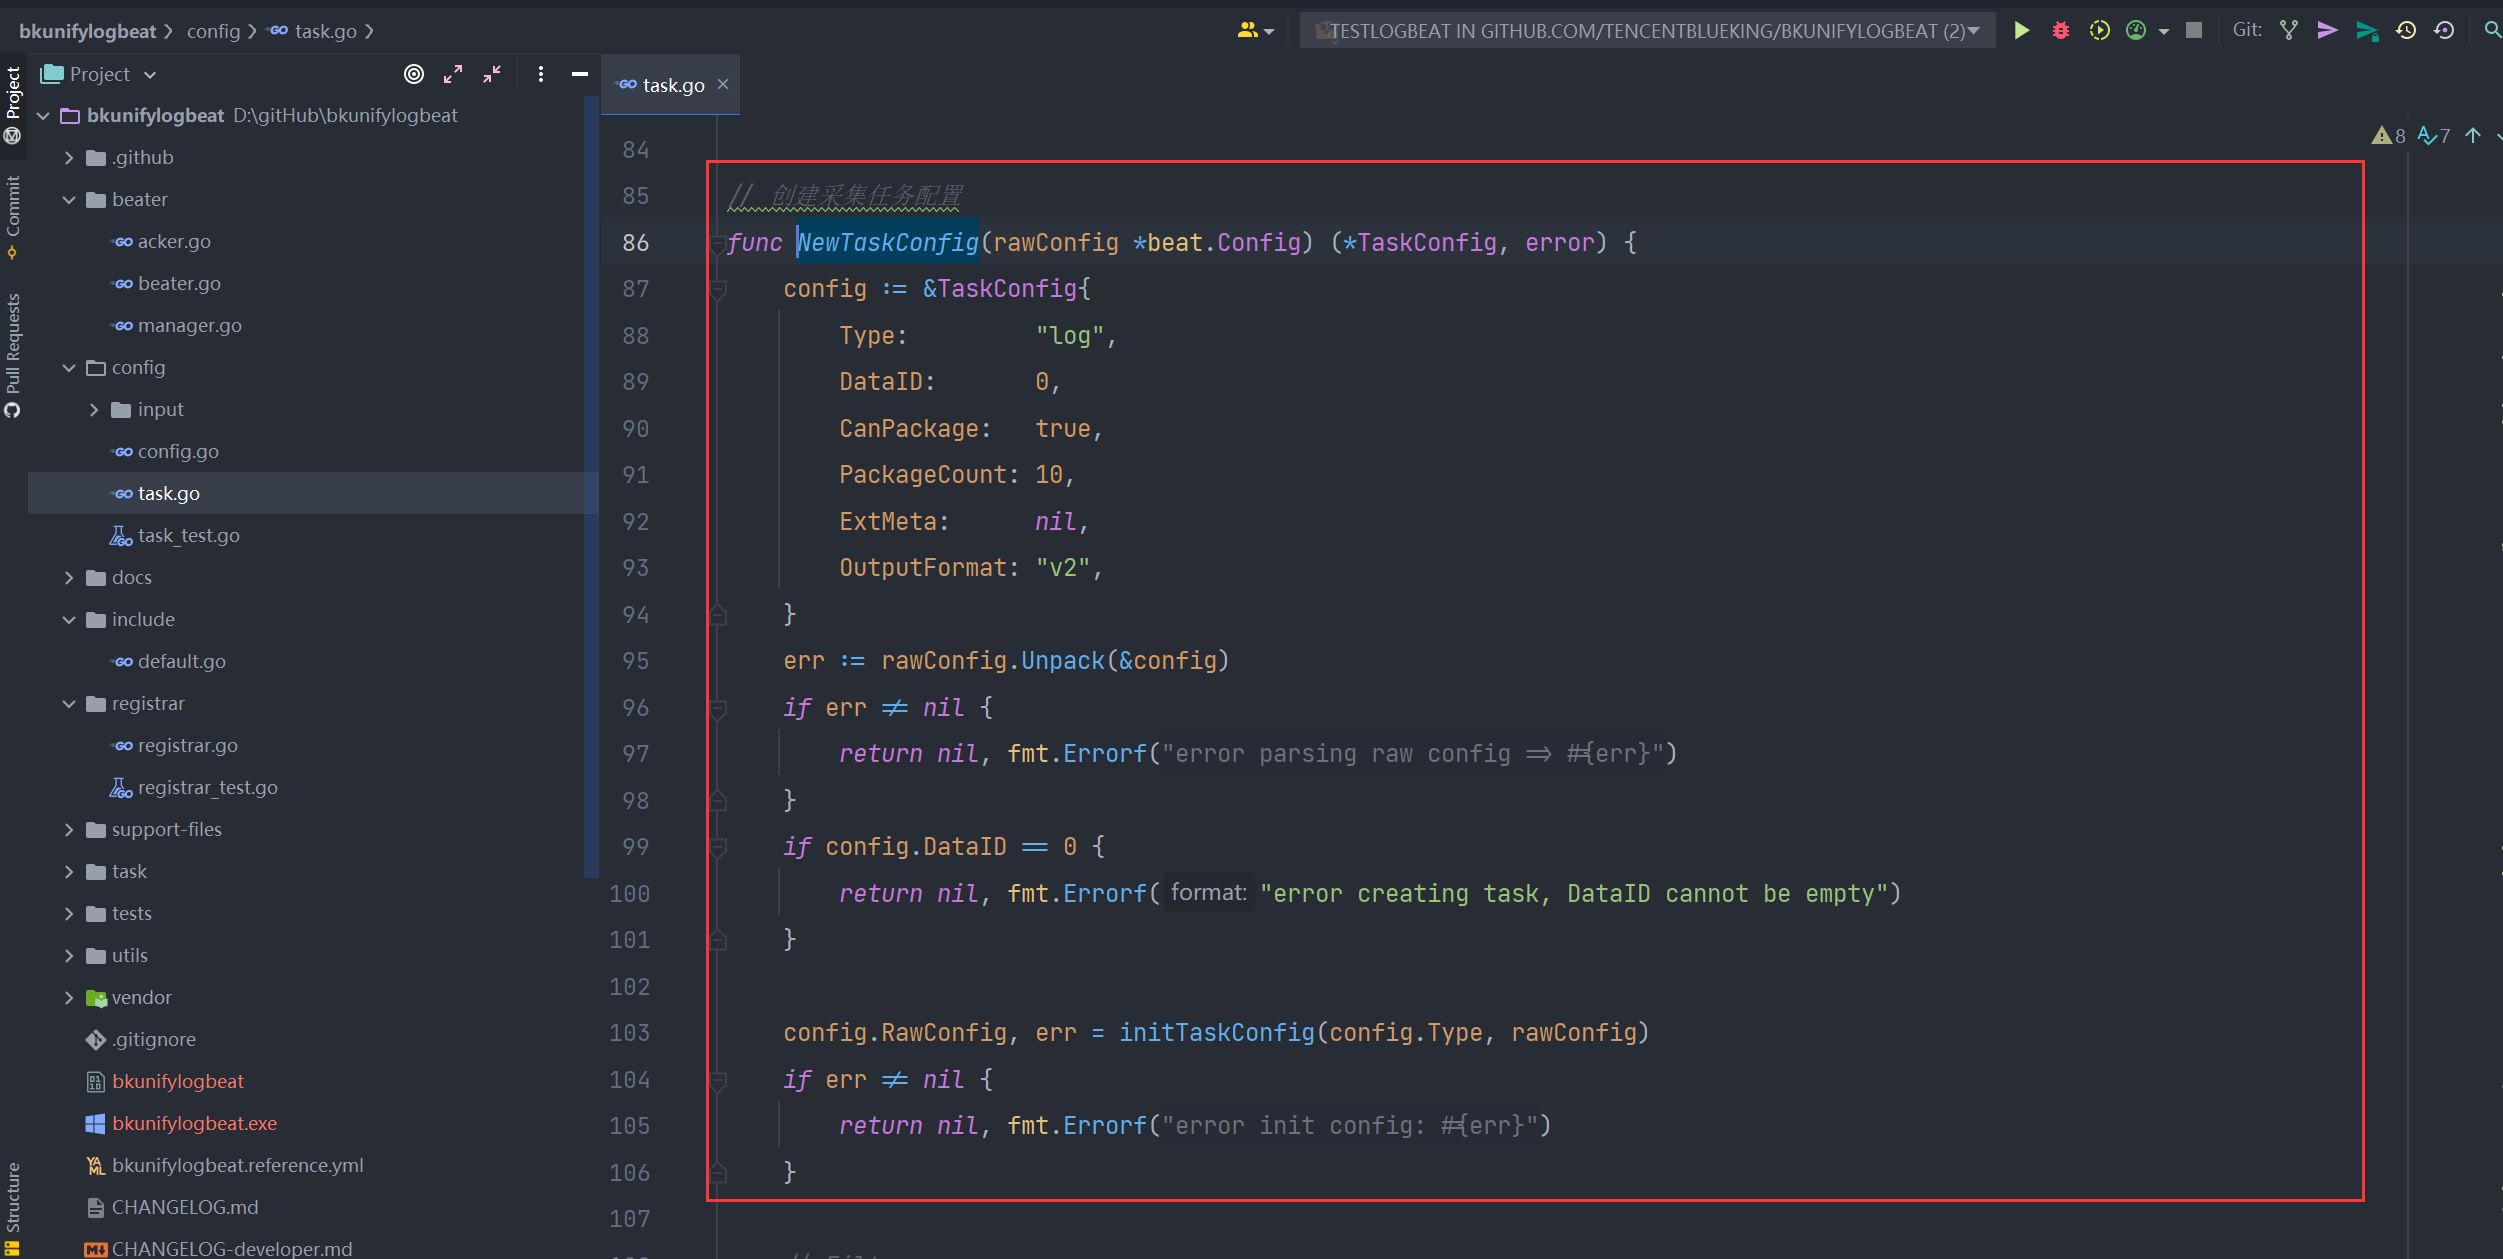 bkunifylogbeat config task.go
TESTLOGBEAT IN GITHUB.COM/TENCENTBLUEKING/BKUNIFYLOGBEAT (2)
Git:
Project
Commit
Pull Requests
Structure
Project
bkunifylogbeat D:\gitHub\bkunifylogbeat
.github
beater
acker.go
beater.go
manager.go
config
input
config.go
task.go
task_test.go
docs
include
default.go
registrar
registrar.go
registrar_test.go
support-files
task
tests
utils
vendor
.gitignore
bkunifylogbeat
bkunifylogbeat.exe
bkunifylogbeat.reference.yml
CHANGELOG.md
CHANGELOG-developer.md
task.go
8 7
84
85 // 创建采集任务配置
86 func NewTaskConfig(rawConfig *beat.Config) (*TaskConfig, error) {
87 config := &TaskConfig{
88 Type: "log",
89 DataID: 0,
90 CanPackage: true,
91 PackageCount: 10,
92 ExtMeta: nil,
93 OutputFormat: "v2",
94 }
95 err := rawConfig.Unpack(&config)
96 if err != nil {
97 return nil, fmt.Errorf("error parsing raw config => #{err}")
98 }
99 if config.DataID == 0 {
100 return nil, fmt.Errorf( format: "error creating task, DataID cannot be empty")
101 }
102
103 config.RawConfig, err = initTaskConfig(config.Type, rawConfig)
104 if err != nil {
105 return nil, fmt.Errorf("error init config: #{err}")
106 }
107